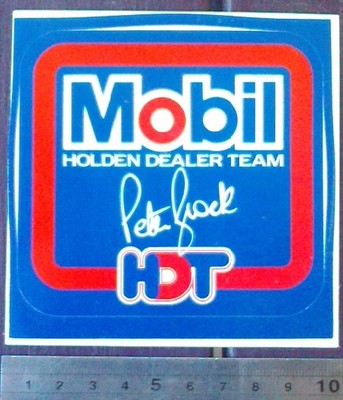 Mobil
HOLDEN DEALER TEAM
Peter Brock
HDT
1 2 3 4 5 6 7 8 9 10